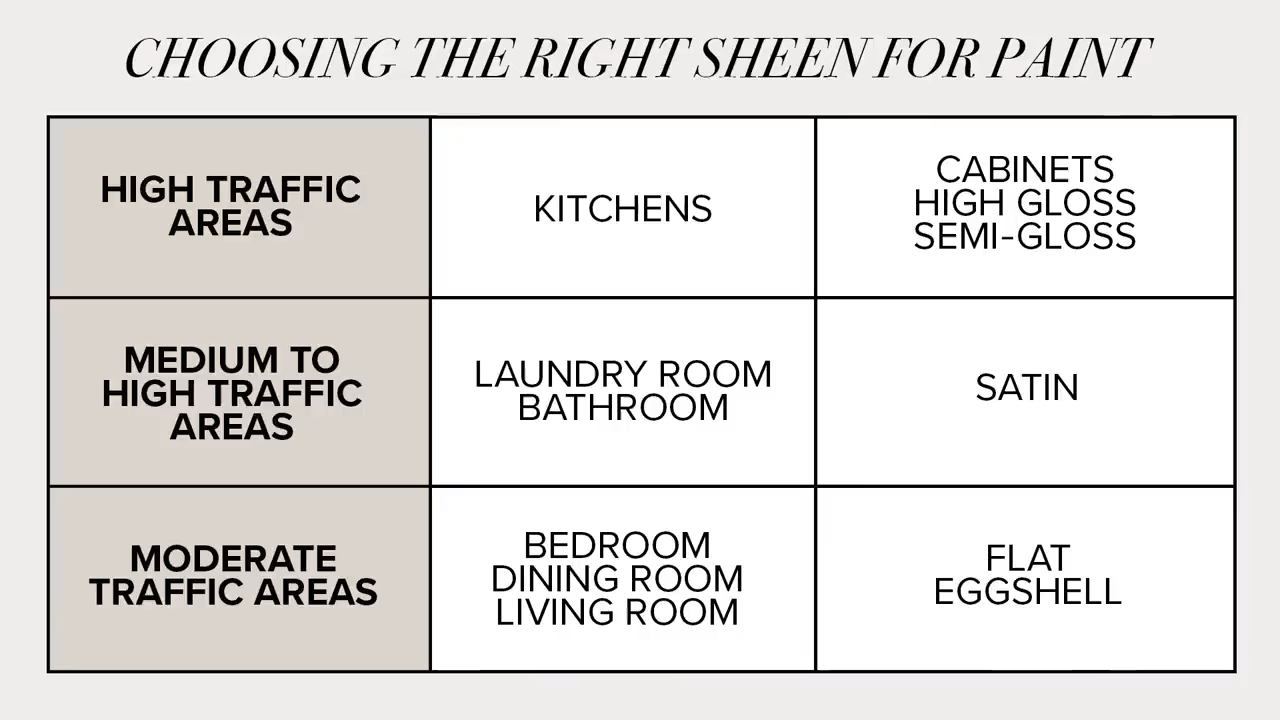 CHOOSING THE RIGHT SHEEN FOR PAINT
HIGH TRAFFIC
AREAS
KITCHENS
CABINETS
HIGH GLOSS
SEMI-GLOSS
MEDIUM TO
HIGH TRAFFIC
AREAS
LAUNDRY ROOM
BATHROOM
SATIN
MODERATE
TRAFFIC AREAS
BEDROOM
DINING ROOM
LIVING ROOM
FLAT
EGGSHELL